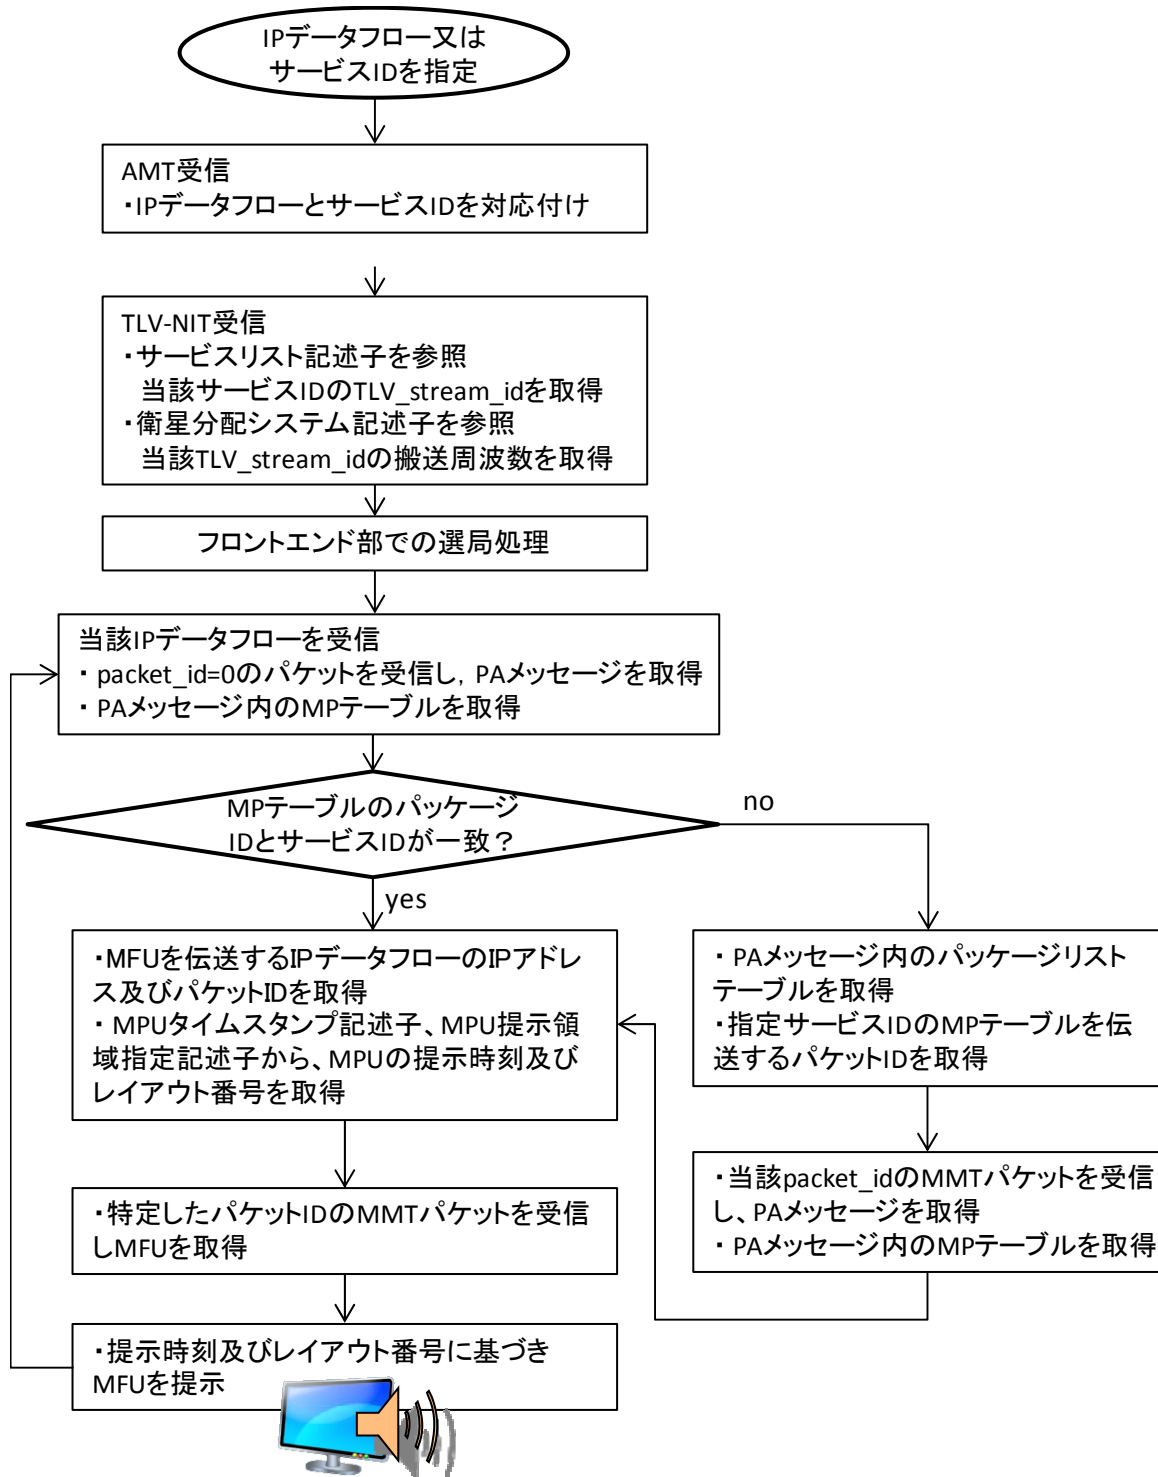 IPデータフロー又は
サービスIDを指定
AMT受信
・IPデータフローとサービスIDを対応付け
TLV-NIT受信
・サービスリスト記述子を参照
当該サービスIDのTLV_stream_idを取得
・衛星分配システム記述子を参照
当該TLV_stream_idの搬送周波数を取得
フロントエンド部での選局処理
当該IPデータフローを受信
・ packet_id=0のパケットを受信し，PAメッセージを取得
・ PAメッセージ内のMPテーブルを取得
MPテーブルのパッケージ
IDとサービスIDが一致？
no
yes
・MFUを伝送するIPデータフローのIPアドレ
ス及びパケットIDを取得
・ MPUタイムスタンプ記述子、MPU提示領
域指定記述子から、MPUの提示時刻及び
レイアウト番号を取得
・ PAメッセージ内のパッケージリスト
テーブルを取得
・指定サービスIDのMPテーブルを伝
送するパケットIDを取得
・当該packet_idのMMTパケットを受信
し、PAメッセージを取得
・ PAメッセージ内のMPテーブルを取得
・特定したパケットIDのMMTパケットを受信
しMFUを取得
・提示時刻及びレイアウト番号に基づき
MFUを提示